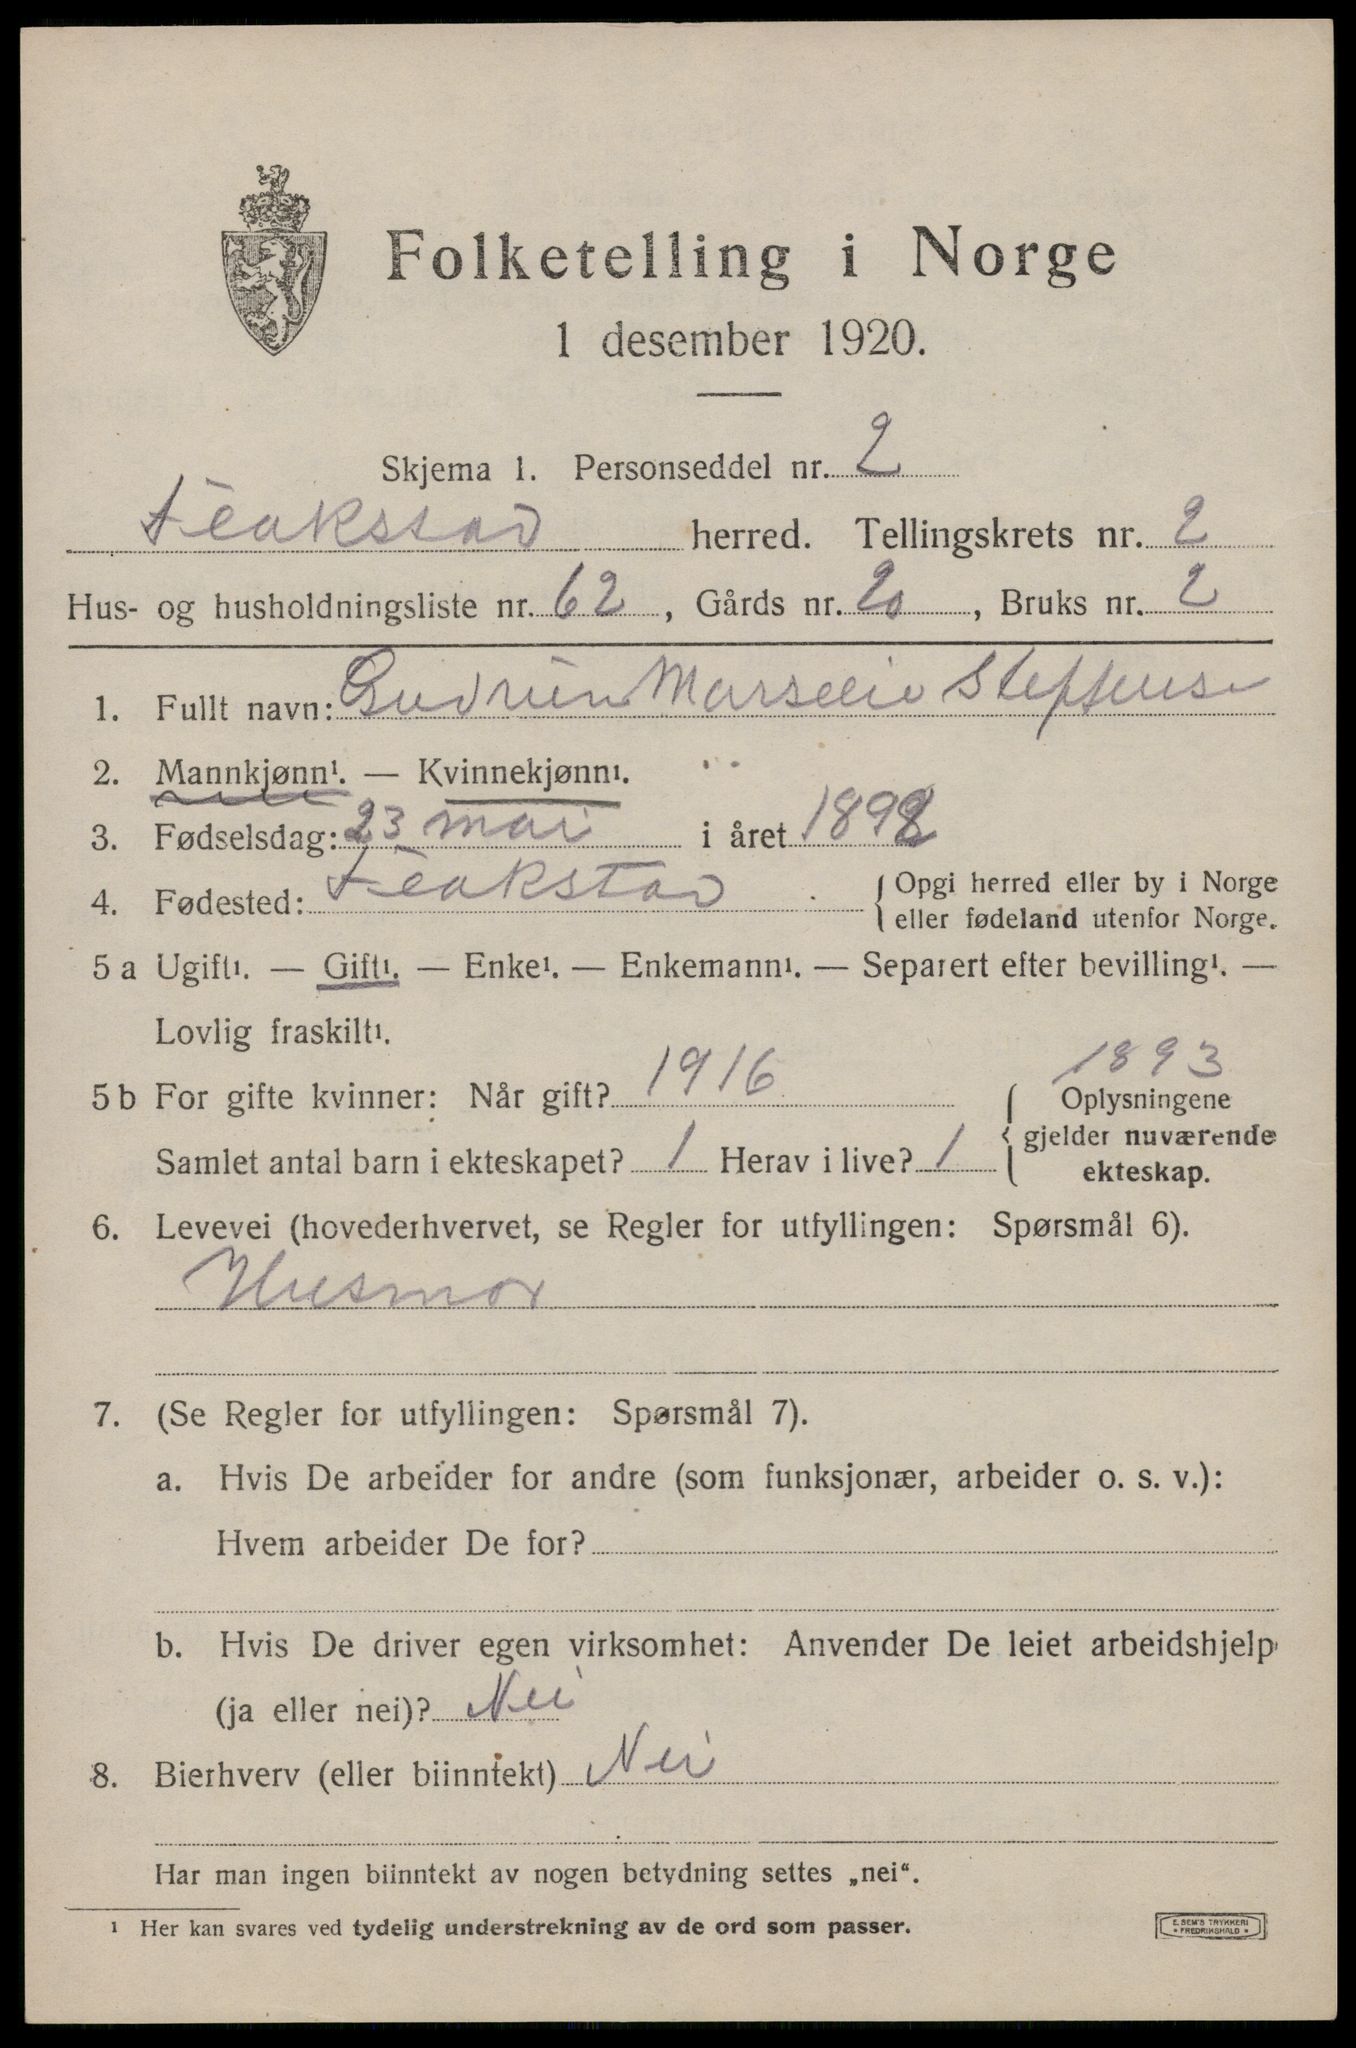 Folketelling i Norge
1 desember 1920.
Skjema 1. Personseddel nr. 2
Flakstad herred. Tellingskrets nr. 2
Hus- og husholdningsliste nr. 62, Gårds nr. 20, Bruks nr. 2
1. Fullt navn: Gudrun Steffensen
2. Mannkjønn¹. — Kvinnekjønn¹.
3. Fødselsdag: 23 mai i året 1892
4. Fødested: Flakstad { Opgi herred eller by i Norge
eller fødeland utenfor Norge.
5 a Ugift¹. — Gift¹. — Enke¹. — Enkemann¹. — Separert efter bevilling¹. —
Lovlig fraskilt¹.
1893
5 b For gifte kvinner: Når gift? 1916 { Oplysningene
gjelder nuværende
Samlet antal barn i ekteskapet? 1 Herav i live? 1 ekteskap.
6. Levevei (hovederhvervet, se Regler for utfyllingen: Spørsmål 6).
Husmor
7. (Se Regler for utfyllingen: Spørsmål 7).
a. Hvis De arbeider for andre (som funksjonær, arbeider o. s. v.):
Hvem arbeider De for?
b. Hvis De driver egen virksomhet: Anvender De leiet arbeidshjelp
(ja eller nei)? Nei
8. Bierhverv (eller biinntekt) Nei
Har man ingen biinntekt av nogen betydning settes „nei“.
¹ Her kan svares ved tydelig understrekning av de ord som passer.
E. SEM'S TRYKKERI
* FREDRIKSHALD *